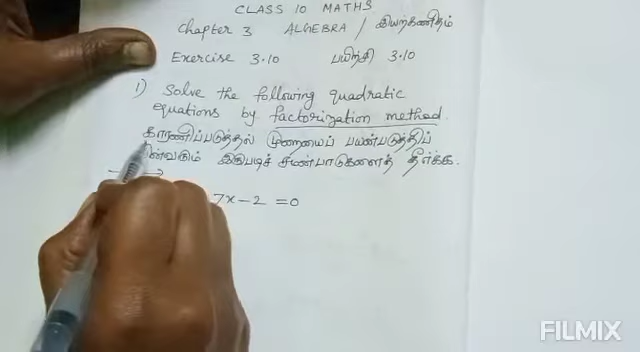 CLASS 10 MATHS
Chapter 3 ALGEBRA / இயற்கணிதம்
Exercise 3.10 பயிற்சி 3.10
1) Solve the following quadratic
equations by factorization method.
காரணிப்படுத்தல் முறையைப் பயன்படுத்திப்
இருபடிச் சமன்பாடுகளைத் தீர்க்க.
7x - 2 = 0
FILMIX